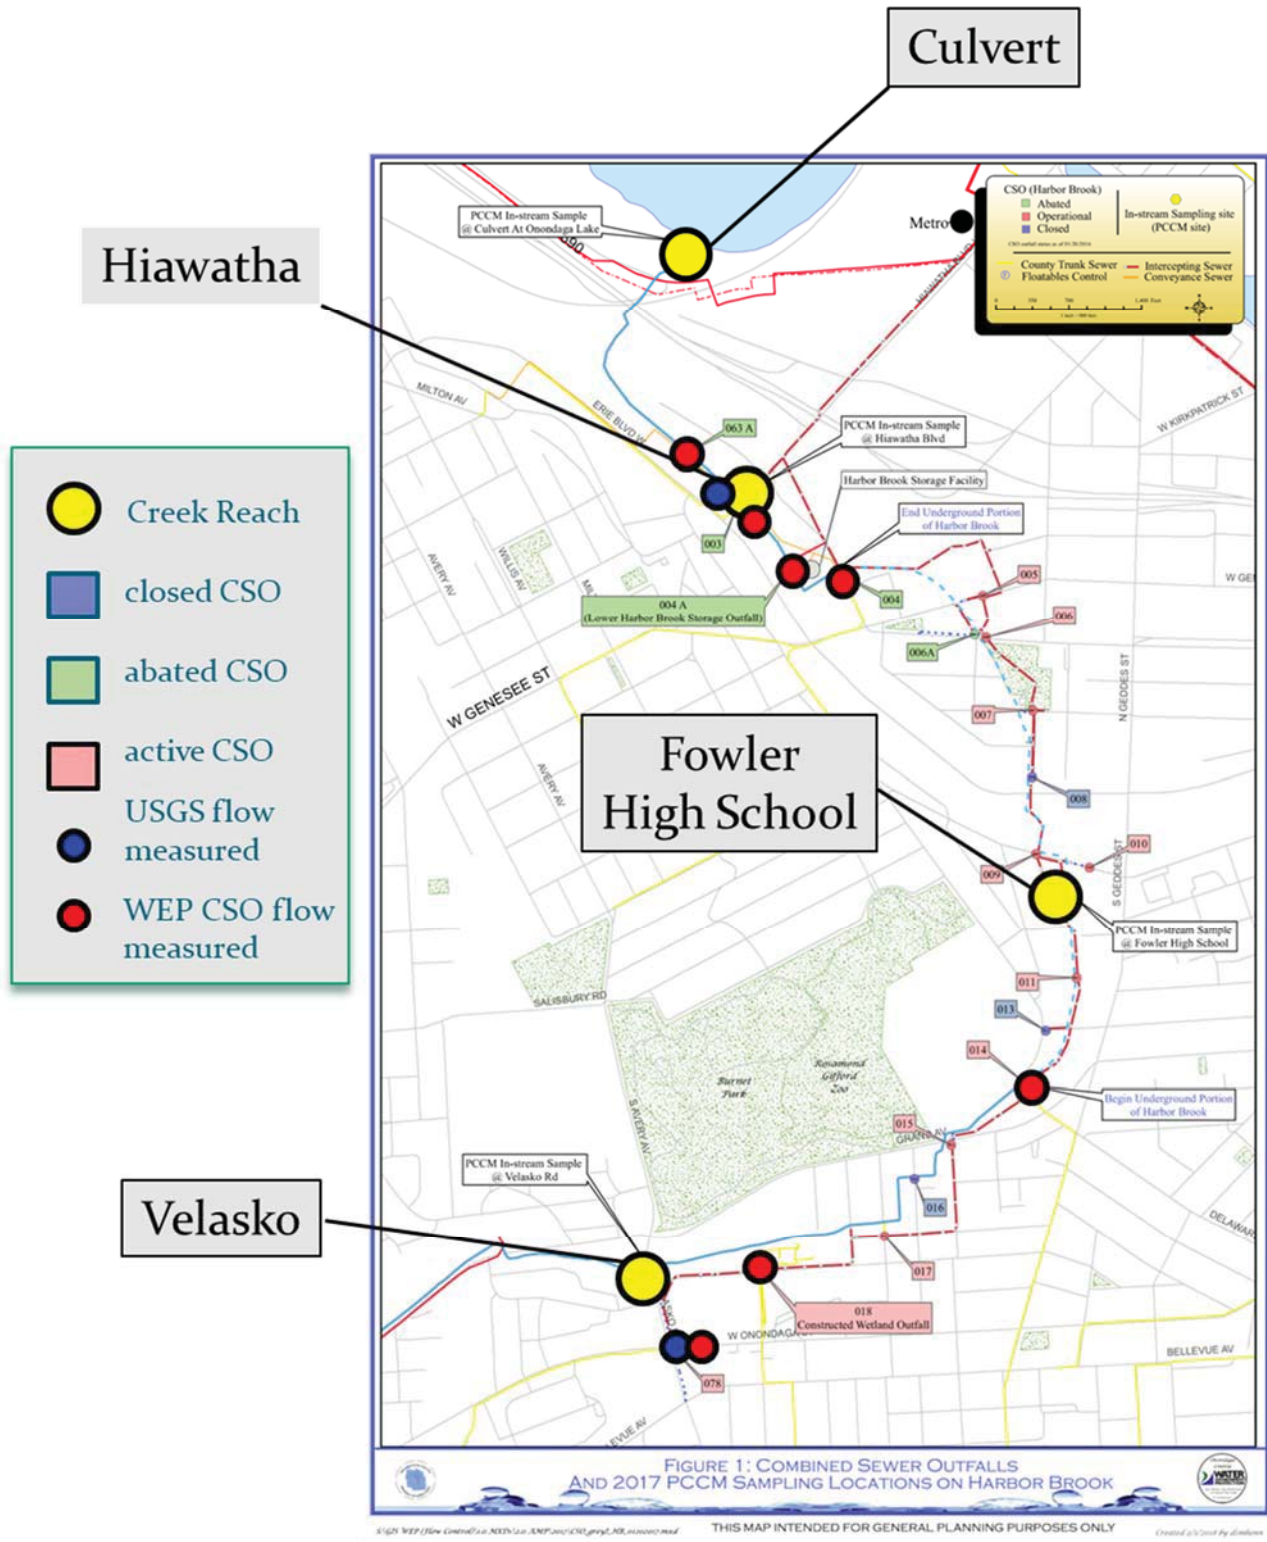 Culvert
Hiawatha
PCCM In-stream Sample
@ Culvert At Onondaga Lake
Metro
CSO (Harbor Brook)
Abated
Operational
Closed
In-stream Sampling site
(PCCM site)
County Trunk Sewer
Floatables Control
Intercepting Sewer
Conveyance Sewer
MILTON AV
ERIE BLVD W
W KIRKPATRICK ST
063 A
PCCM In-stream Sample
@ Hiawatha Blvd
Harbor Brook Storage Facility
End Underground Portion
of Harbor Brook
003
004 A
(Lower Harbor Brook Storage Outfall)
004
005
006
006A
AVERY AV
WILLIS AV
W GENESEE ST
N GEDDES ST
007
008
Creek Reach
closed CSO
abated CSO
active CSO
USGS flow
measured
WEP CSO flow
measured
Fowler
High School
AVERY AV
010
009
S GEDDES ST
PCCM In-stream Sample
@ Fowler High School
011
013
014
SALISBURY RD
Burnet
Park
Rosamond
Gifford
Zoo
S AVERY AV
Begin Underground Portion
of Harbor Brook
015
016
017
PCCM In-stream Sample
@ Velasko Rd
Velasko
018
Constructed Wetland Outfall
W ONONDAGA
BELLEVUE AV
078
LEVUE AV
FIGURE 1: COMBINED SEWER OUTFALLS
AND 2017 PCCM SAMPLING LOCATIONS ON HARBOR BROOK
WATER
THIS MAP INTENDED FOR GENERAL PLANNING PURPOSES ONLY